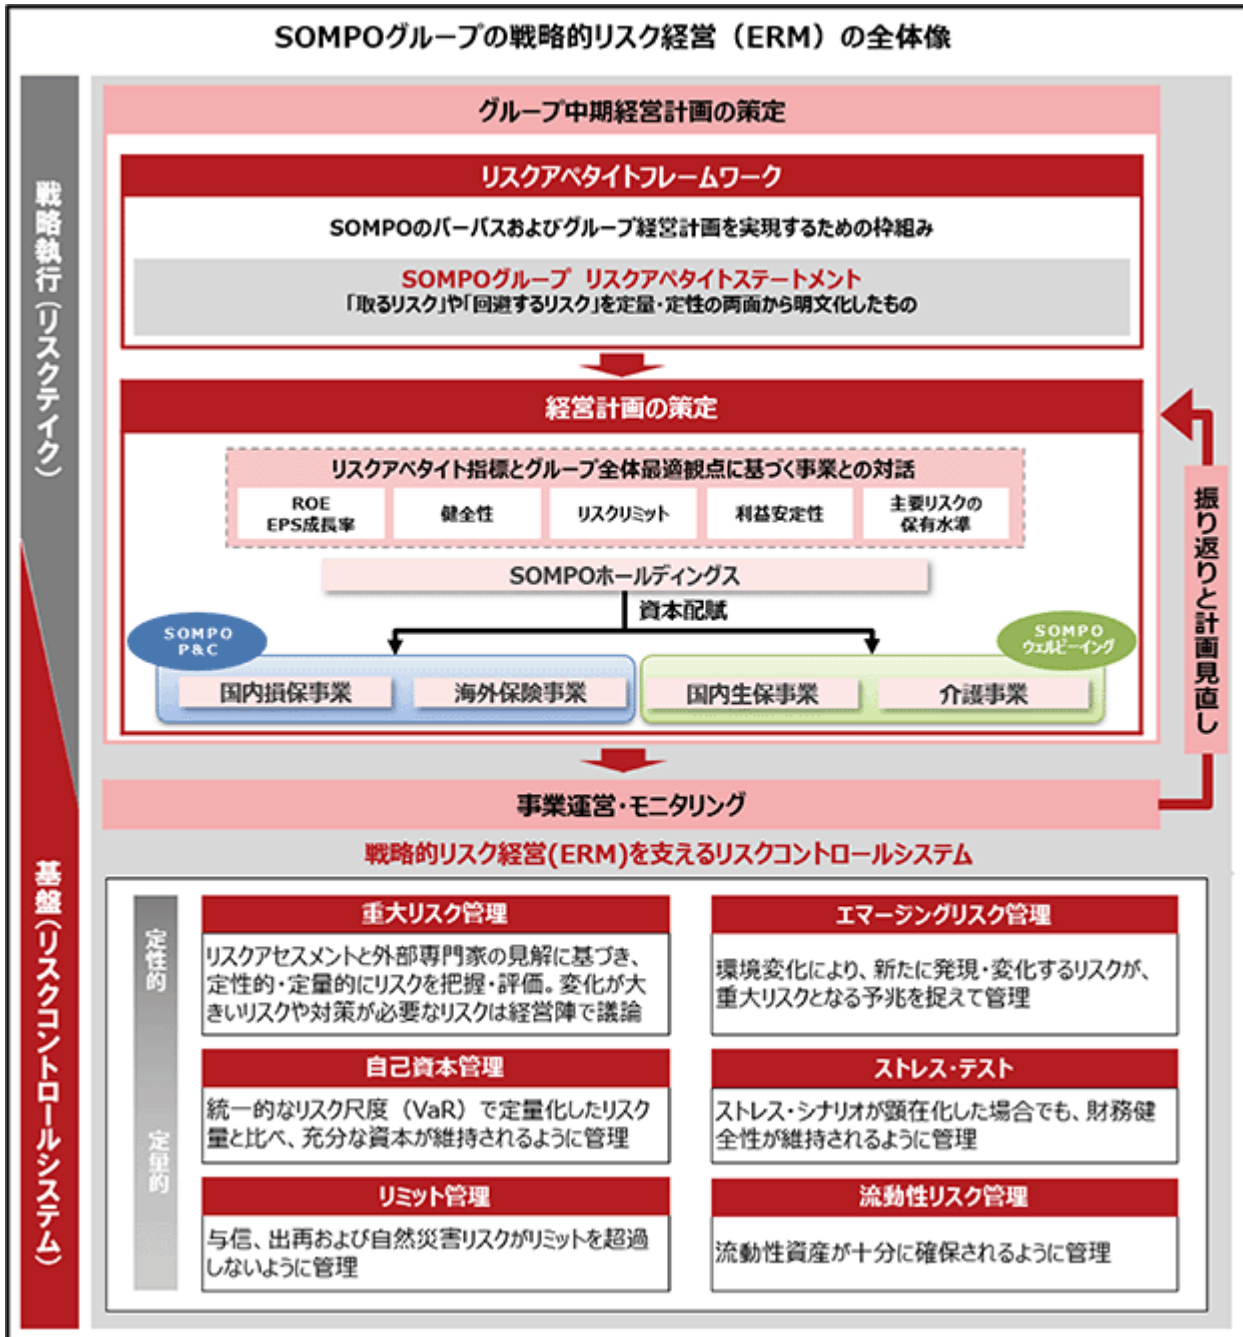 SOMPOグループの戦略的リスク経営（ERM）の全体像
戦略執行（リスクテイク）
グループ中期経営計画の策定
リスクアペタイトフレームワーク
SOMPOのパーパスおよびグループ経営計画を実現するための枠組み
SOMPOグループ リスクアペタイトステートメント
「取るリスク」や「回避するリスク」を定量・定性の両面から明文化したもの
経営計画の策定
リスクアペタイト指標とグループ全体最適観点に基づく事業との対話
ROE
EPS成長率
健全性
リスクリミット
利益安定性
主要リスクの
保有水準
SOMPOホールディングス
資本配賦
SOMPO
P&C
SOMPO
ウェルビーイング
国内損保事業
海外保険事業
国内生保事業
介護事業
振り返りと計画見直し
事業運営・モニタリング
基盤（リスクコントロールシステム）
戦略的リスク経営(ERM)を支えるリスクコントロールシステム
定性的
定量的
重大リスク管理
リスクアセスメントと外部専門家の見解に基づき、
定性的・定量的にリスクを把握・評価。変化が大
きいリスクや対策が必要なリスクは経営陣で議論
エマージングリスク管理
環境変化により、新たに発現・変化するリスクが、
重大リスクとなる予兆を捉えて管理
自己資本管理
統一的なリスク尺度（VaR）で定量化したリスク
量と比べ、充分な資本が維持されるように管理
ストレス・テスト
ストレス・シナリオが顕在化した場合でも、財務健
全性が維持されるように管理
リミット管理
与信、出再および自然災害リスクがリミットを超過
しないように管理
流動性リスク管理
流動性資産が十分に確保されるように管理